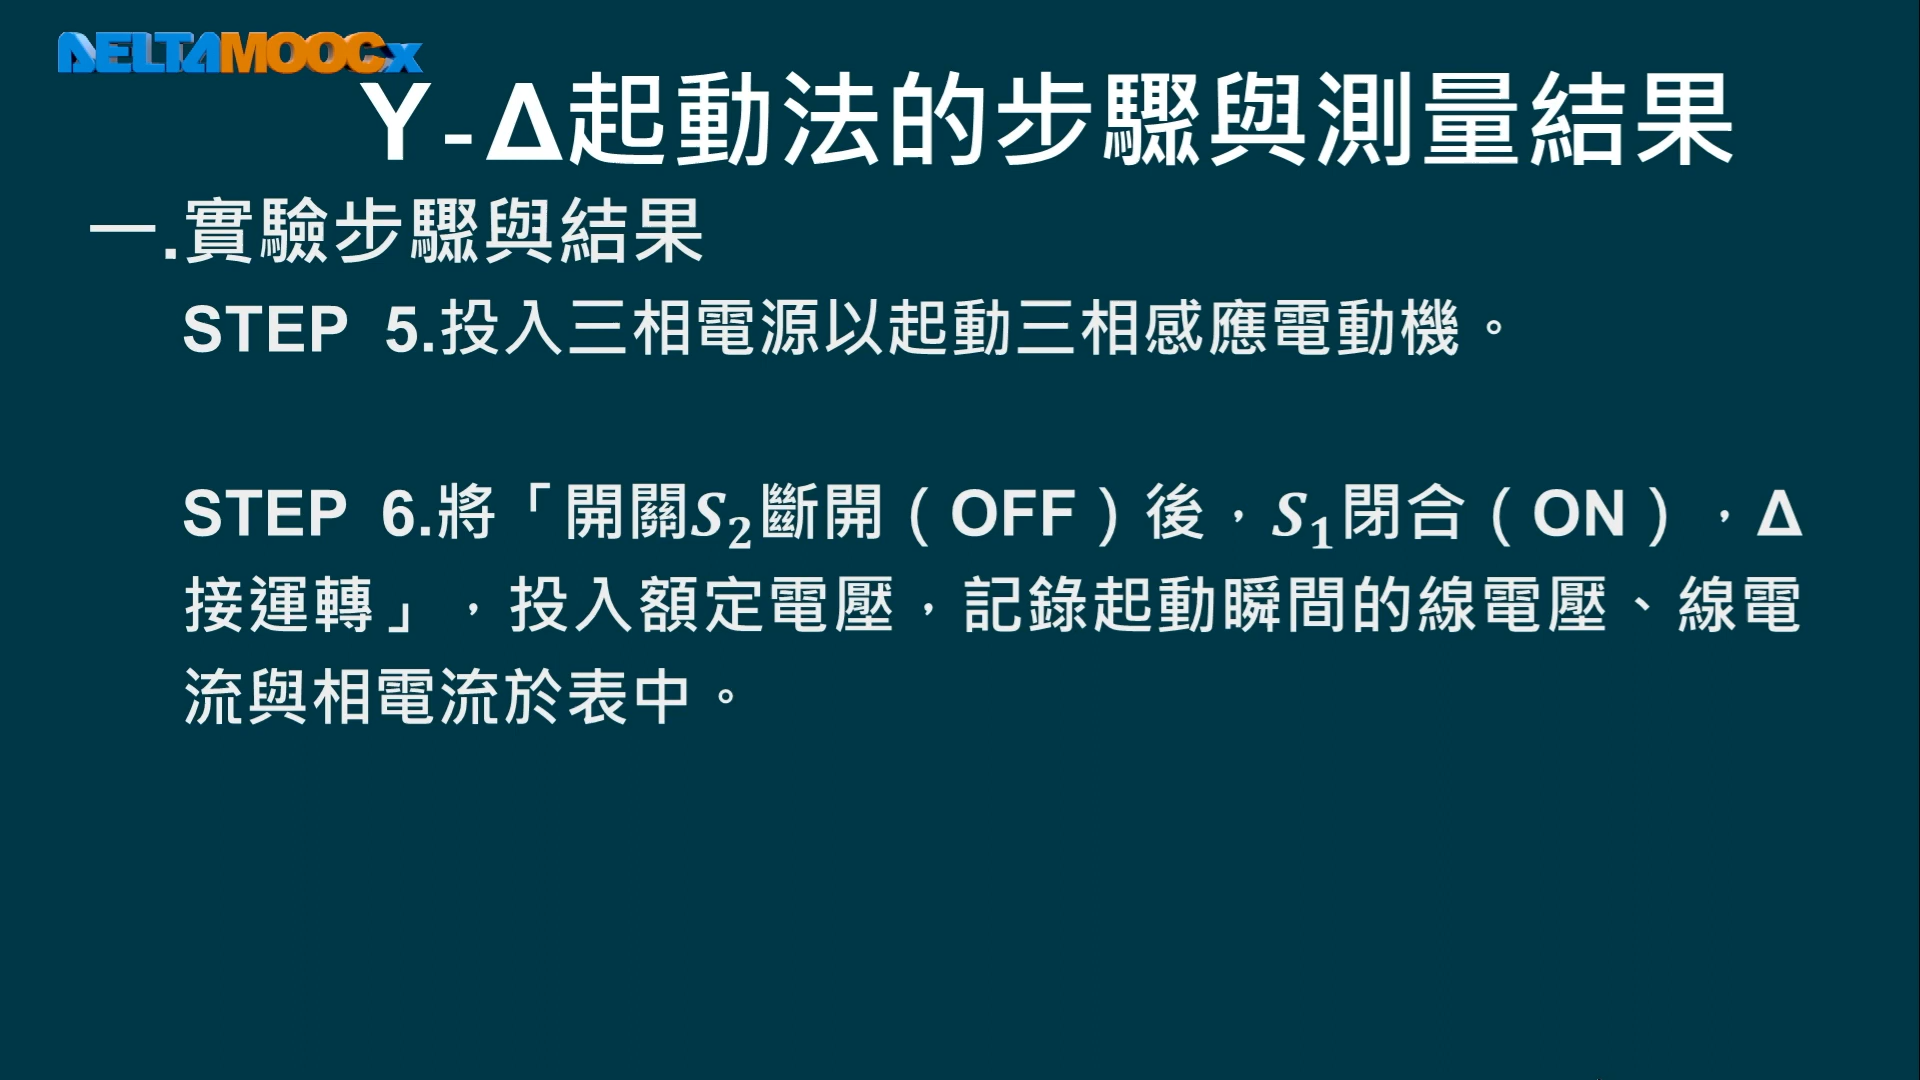 DELTAMOOCx
Y-Δ起動法的步驟與測量結果
一.實驗步驟與結果
STEP 5.投入三相電源以起動三相感應電動機。
STEP 6.將「開關S₂斷開（OFF）後，S₁閉合（ON），Δ
接運轉」，投入額定電壓，記錄起動瞬間的線電壓、線電
流與相電流於表中。